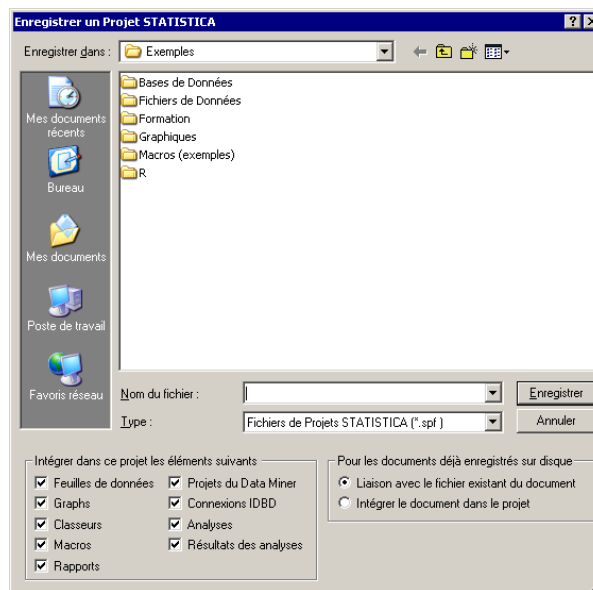 Enregistrer un Projet STATISTICA
Enregistrer dans :
Exemples
Mes documents récents
Bureau
Mes documents
Poste de travail
Favoris réseau
Bases de Données
Fichiers de Données
Formation
Graphiques
Macros (exemples)
R
Nom du fichier :
Enregistrer
Type :
Fichiers de Projets STATISTICA (*.spf )
Annuler
Intégrer dans ce projet les éléments suivants
Feuilles de données
Projets du Data Miner
Graphs
Connexions IDBD
Classeurs
Analyses
Macros
Résultats des analyses
Rapports
Pour les documents déjà enregistrés sur disque
Liaison avec le fichier existant du document
Intégrer le document dans le projet